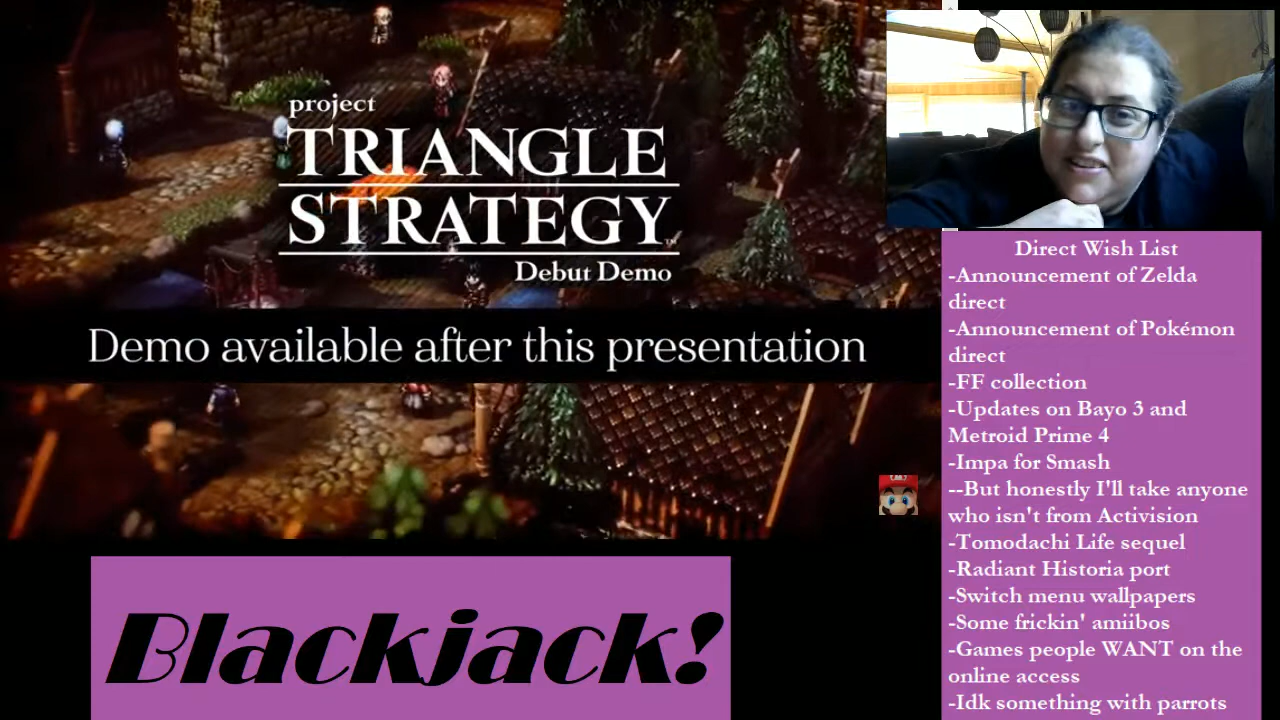 project
TRIANGLE
STRATEGY™
Debut Demo
Demo available after this presentation
Blackjack!
Direct Wish List
-Announcement of Zelda
direct
-Announcement of Pokémon
direct
-FF collection
-Updates on Bayo 3 and
Metroid Prime 4
-Impa for Smash
--But honestly I'll take anyone
who isn't from Activision
-Tomodachi Life sequel
-Radiant Historia port
-Switch menu wallpapers
-Some frickin' amiibos
-Games people WANT on the
online access
-Idk something with parrots